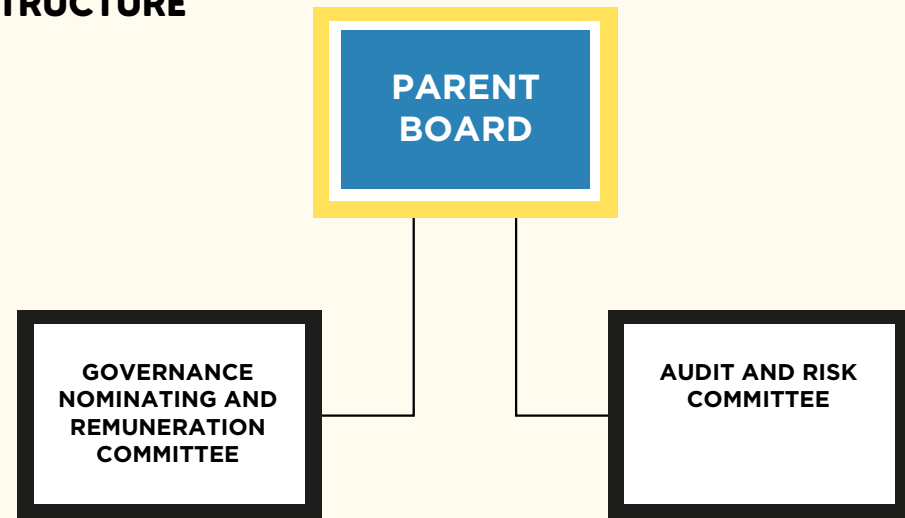 TRUCTURE
PARENT
BOARD
GOVERNANCE
NOMINATING AND
REMUNERATION
COMMITTEE
AUDIT AND RISK
COMMITTEE